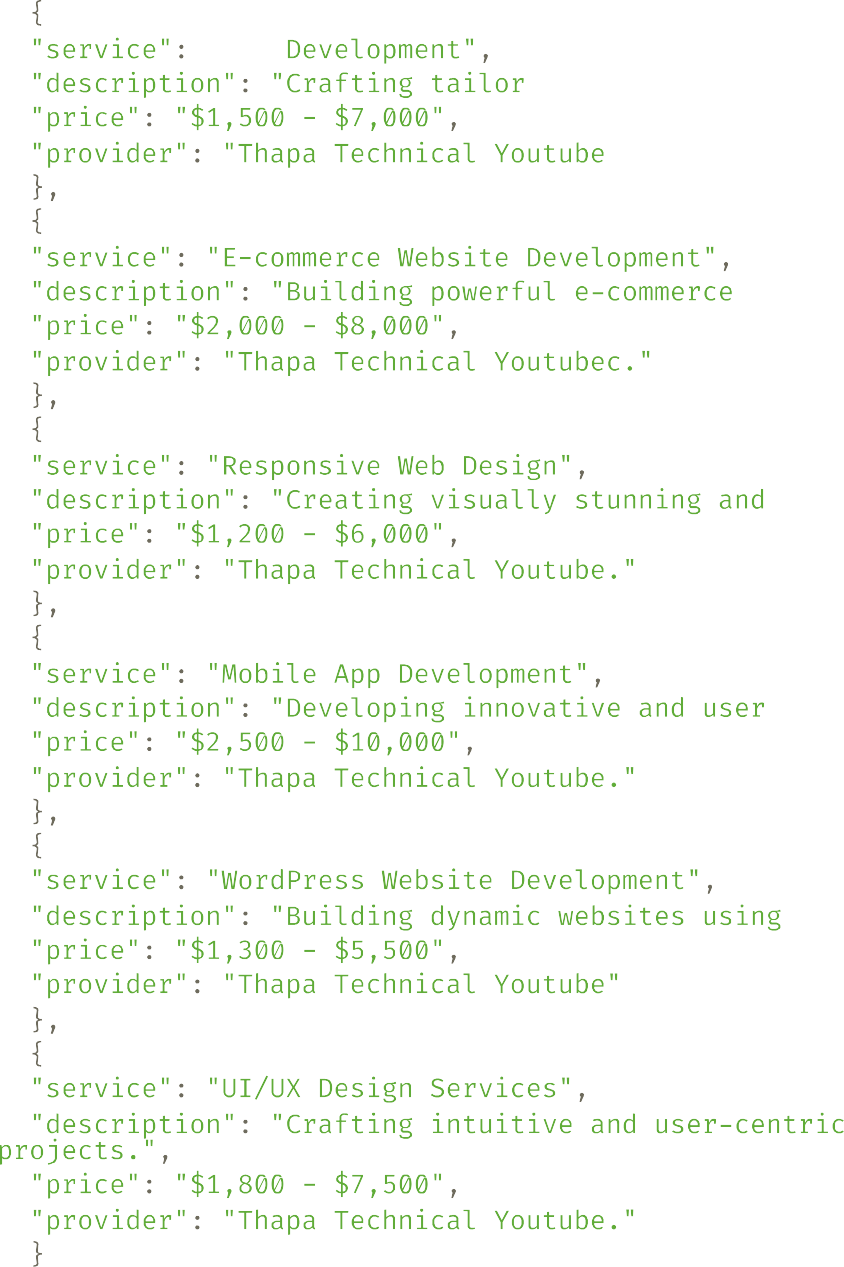 {
"service": Development",
"description": "Crafting tailor
"price": "$1,500 - $7,000",
"provider": "Thapa Technical Youtube
},
{
"service": "E-commerce Website Development",
"description": "Building powerful e-commerce
"price": "$2,000 - $8,000",
"provider": "Thapa Technical Youtubec."
},
{
"service": "Responsive Web Design",
"description": "Creating visually stunning and
"price": "$1,200 - $6,000",
"provider": "Thapa Technical Youtube."
},
{
"service": "Mobile App Development",
"description": "Developing innovative and user
"price": "$2,500 - $10,000",
"provider": "Thapa Technical Youtube."
},
{
"service": "WordPress Website Development",
"description": "Building dynamic websites using
"price": "$1,300 - $5,500",
"provider": "Thapa Technical Youtube"
},
{
"service": "UI/UX Design Services",
"description": "Crafting intuitive and user-centric
projects.",
"price": "$1,800 - $7,500",
"provider": "Thapa Technical Youtube."
}